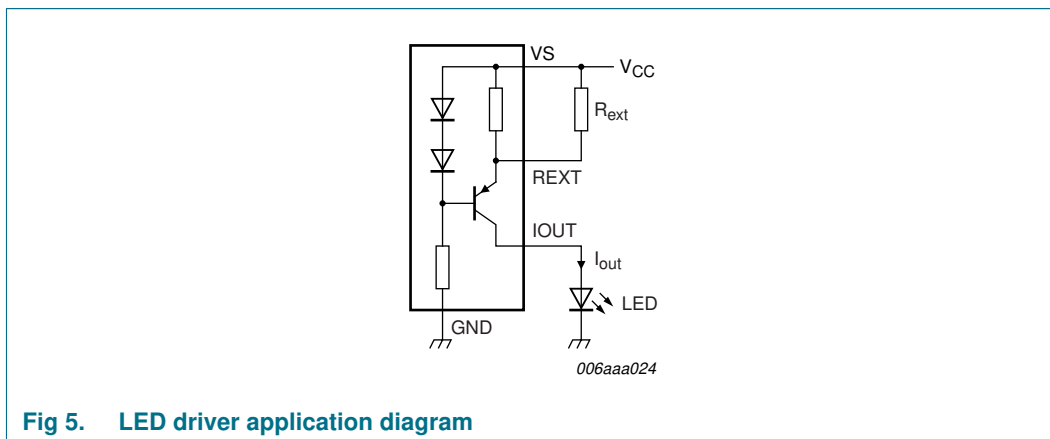 VS
VCC
Rext
REXT
IOUT
Iout
LED
GND
006aaa024
Fig 5. LED driver application diagram